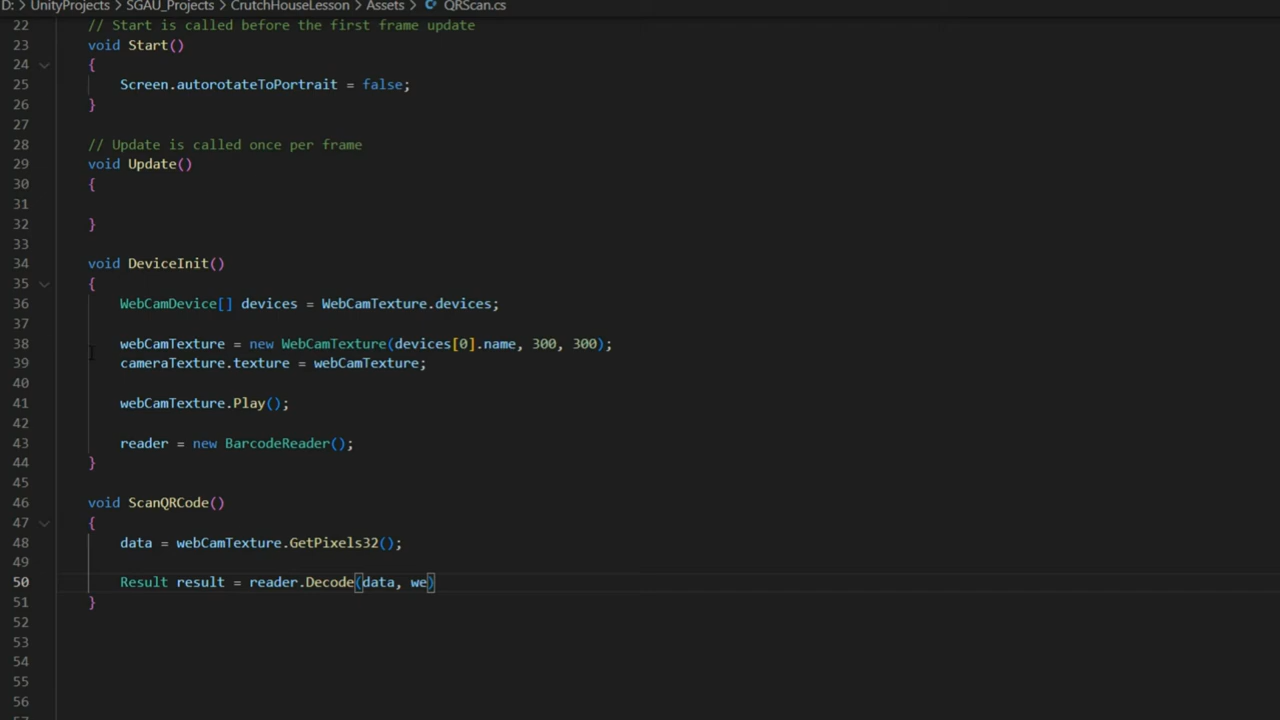 D: > UnityProjects > SGAU_Projects > CrutchHouseLesson > Assets > QRScan.cs
22 // Start is called before the first frame update
23 void Start()
24 {
25 Screen.autorotateToPortrait = false;
26 }
27
28 // Update is called once per frame
29 void Update()
30 {
31
32 }
33
34 void DeviceInit()
35 {
36 WebCamDevice[] devices = WebCamTexture.devices;
37
38 webCamTexture = new WebCamTexture(devices[0].name, 300, 300);
39 cameraTexture.texture = webCamTexture;
40
41 webCamTexture.Play();
42
43 reader = new BarcodeReader();
44 }
45
46 void ScanQRCode()
47 {
48 data = webCamTexture.GetPixels32();
49
50 Result result = reader.Decode(data, we)
51 }
52
53
54
55
56
57